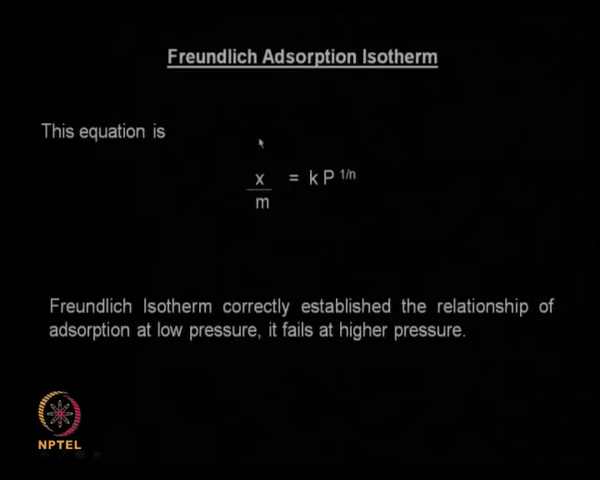 Freundlich Adsorption Isotherm
This equation is
x
= k P 1/n
m
Freundlich Isotherm correctly established the relationship of
adsorption at low pressure, it fails at higher pressure.
NPTEL